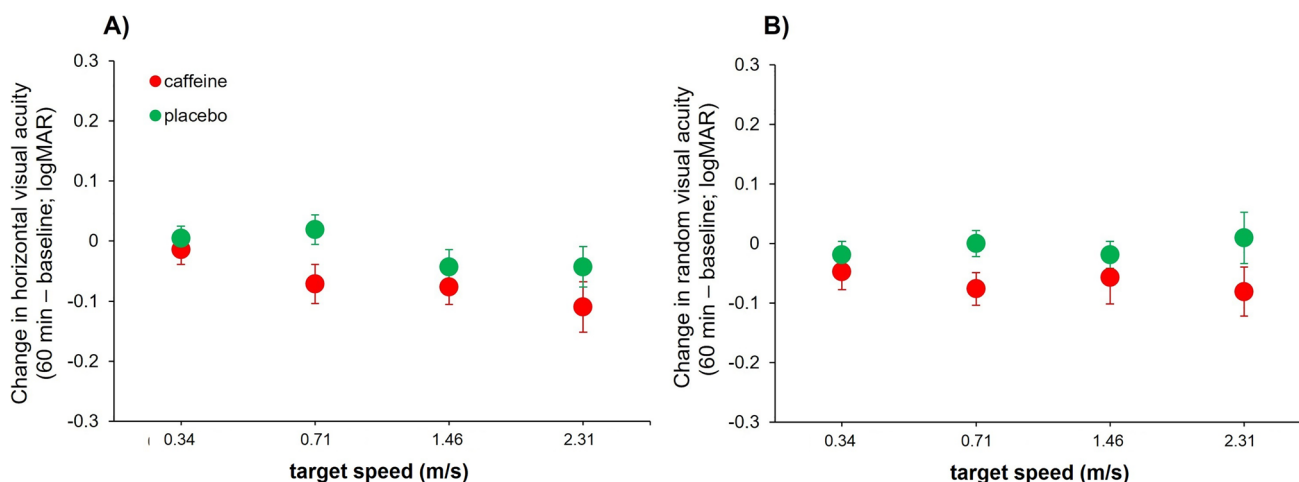 A)
Change in horizontal visual acuity
(60 min – baseline; logMAR)
0.3
0.2
0.1
0
-0.1
-0.2
-0.3
caffeine
placebo
0.34 0.71 1.46 2.31
target speed (m/s)
B)
Change in random visual acuity
(60 min – baseline; logMAR)
0.3
0.2
0.1
0
-0.1
-0.2
-0.3
0.34 0.71 1.46 2.31
target speed (m/s)